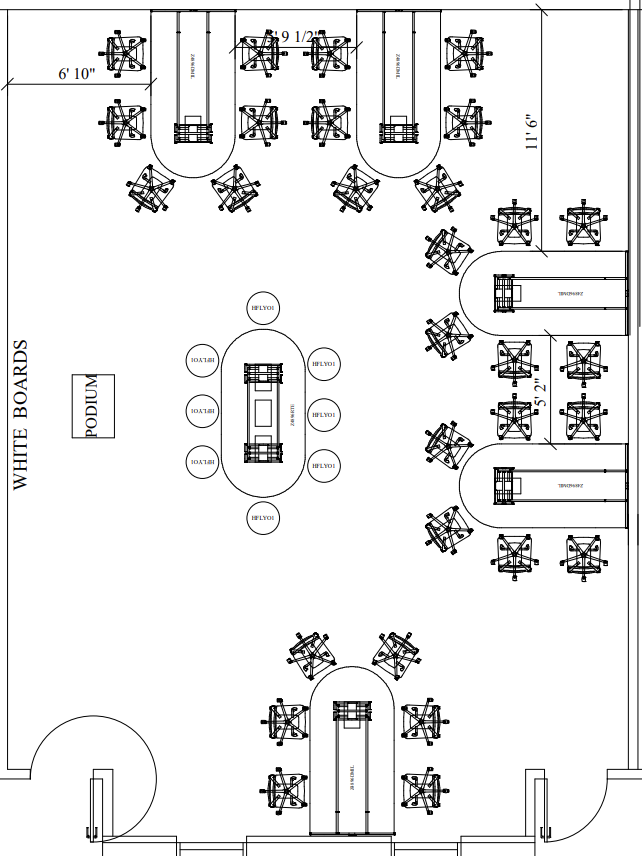 5' 9 1/2"
6' 10"
11' 6"
HFLYO1
HFLYO1
HFLYO1
WHITE BOARDS
PODIUM
HFLYO1
HFLYO1
5' 2"
HFLYO1
HFLYO1
HFLYO1